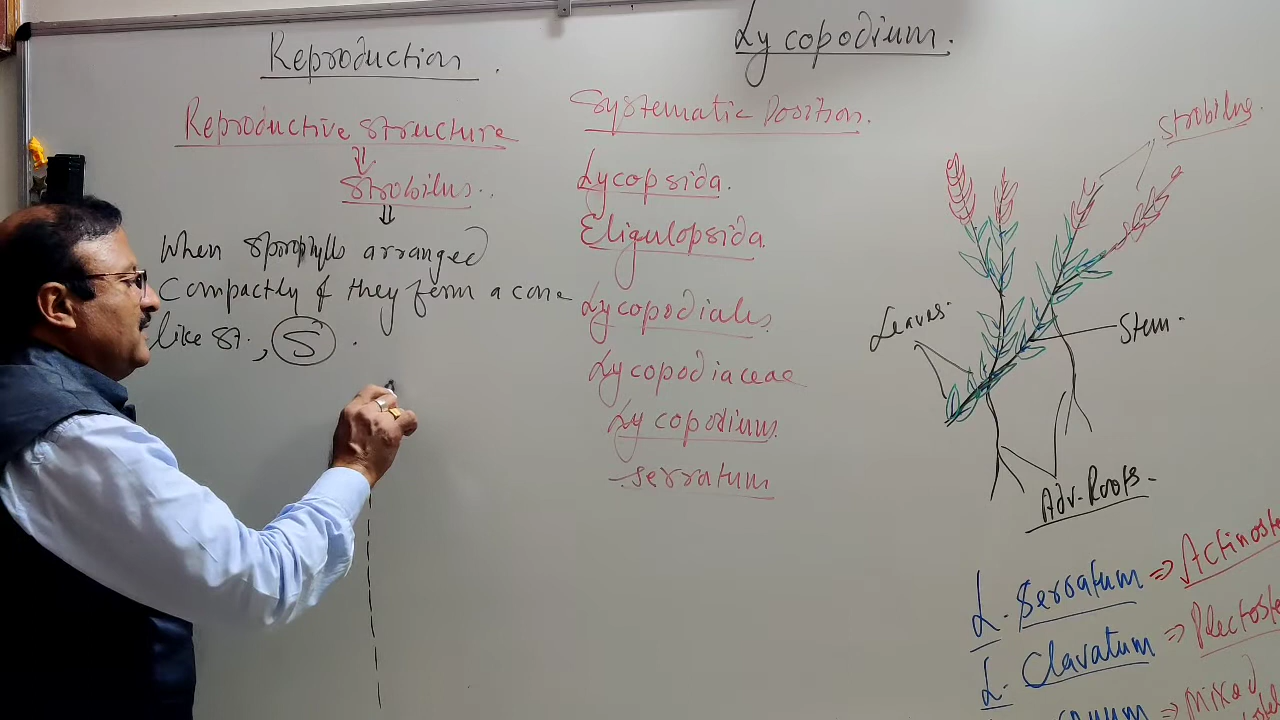 Reproduction.
Reproductive structure
strobilus.
When sporophylls arranged
Compactly & they form a cone
like st., S.
Lycopodium.
Systematic Position.
Lycopsida.
Eligulopsida.
Lycopodiales
Lycopodiaceae
Lycopodium.
serratum
Strobilus.
Leaves.
Stem.
Adv. Roots.
L. Serratum => Actinoste
L. Clavatum => Plectoste
=> Mixed